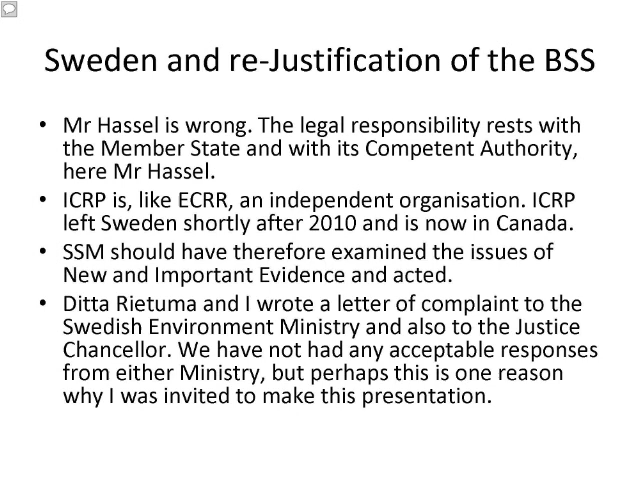 Sweden and re-Justification of the BSS
• Mr Hassel is wrong. The legal responsibility rests with
the Member State and with its Competent Authority,
here Mr Hassel.
• ICRP is, like ECRR, an independent organisation. ICRP
left Sweden shortly after 2010 and is now in Canada.
• SSM should have therefore examined the issues of
New and Important Evidence and acted.
• Ditta Rietuma and I wrote a letter of complaint to the
Swedish Environment Ministry and also to the Justice
Chancellor. We have not had any acceptable responses
from either Ministry, but perhaps this is one reason
why I was invited to make this presentation.